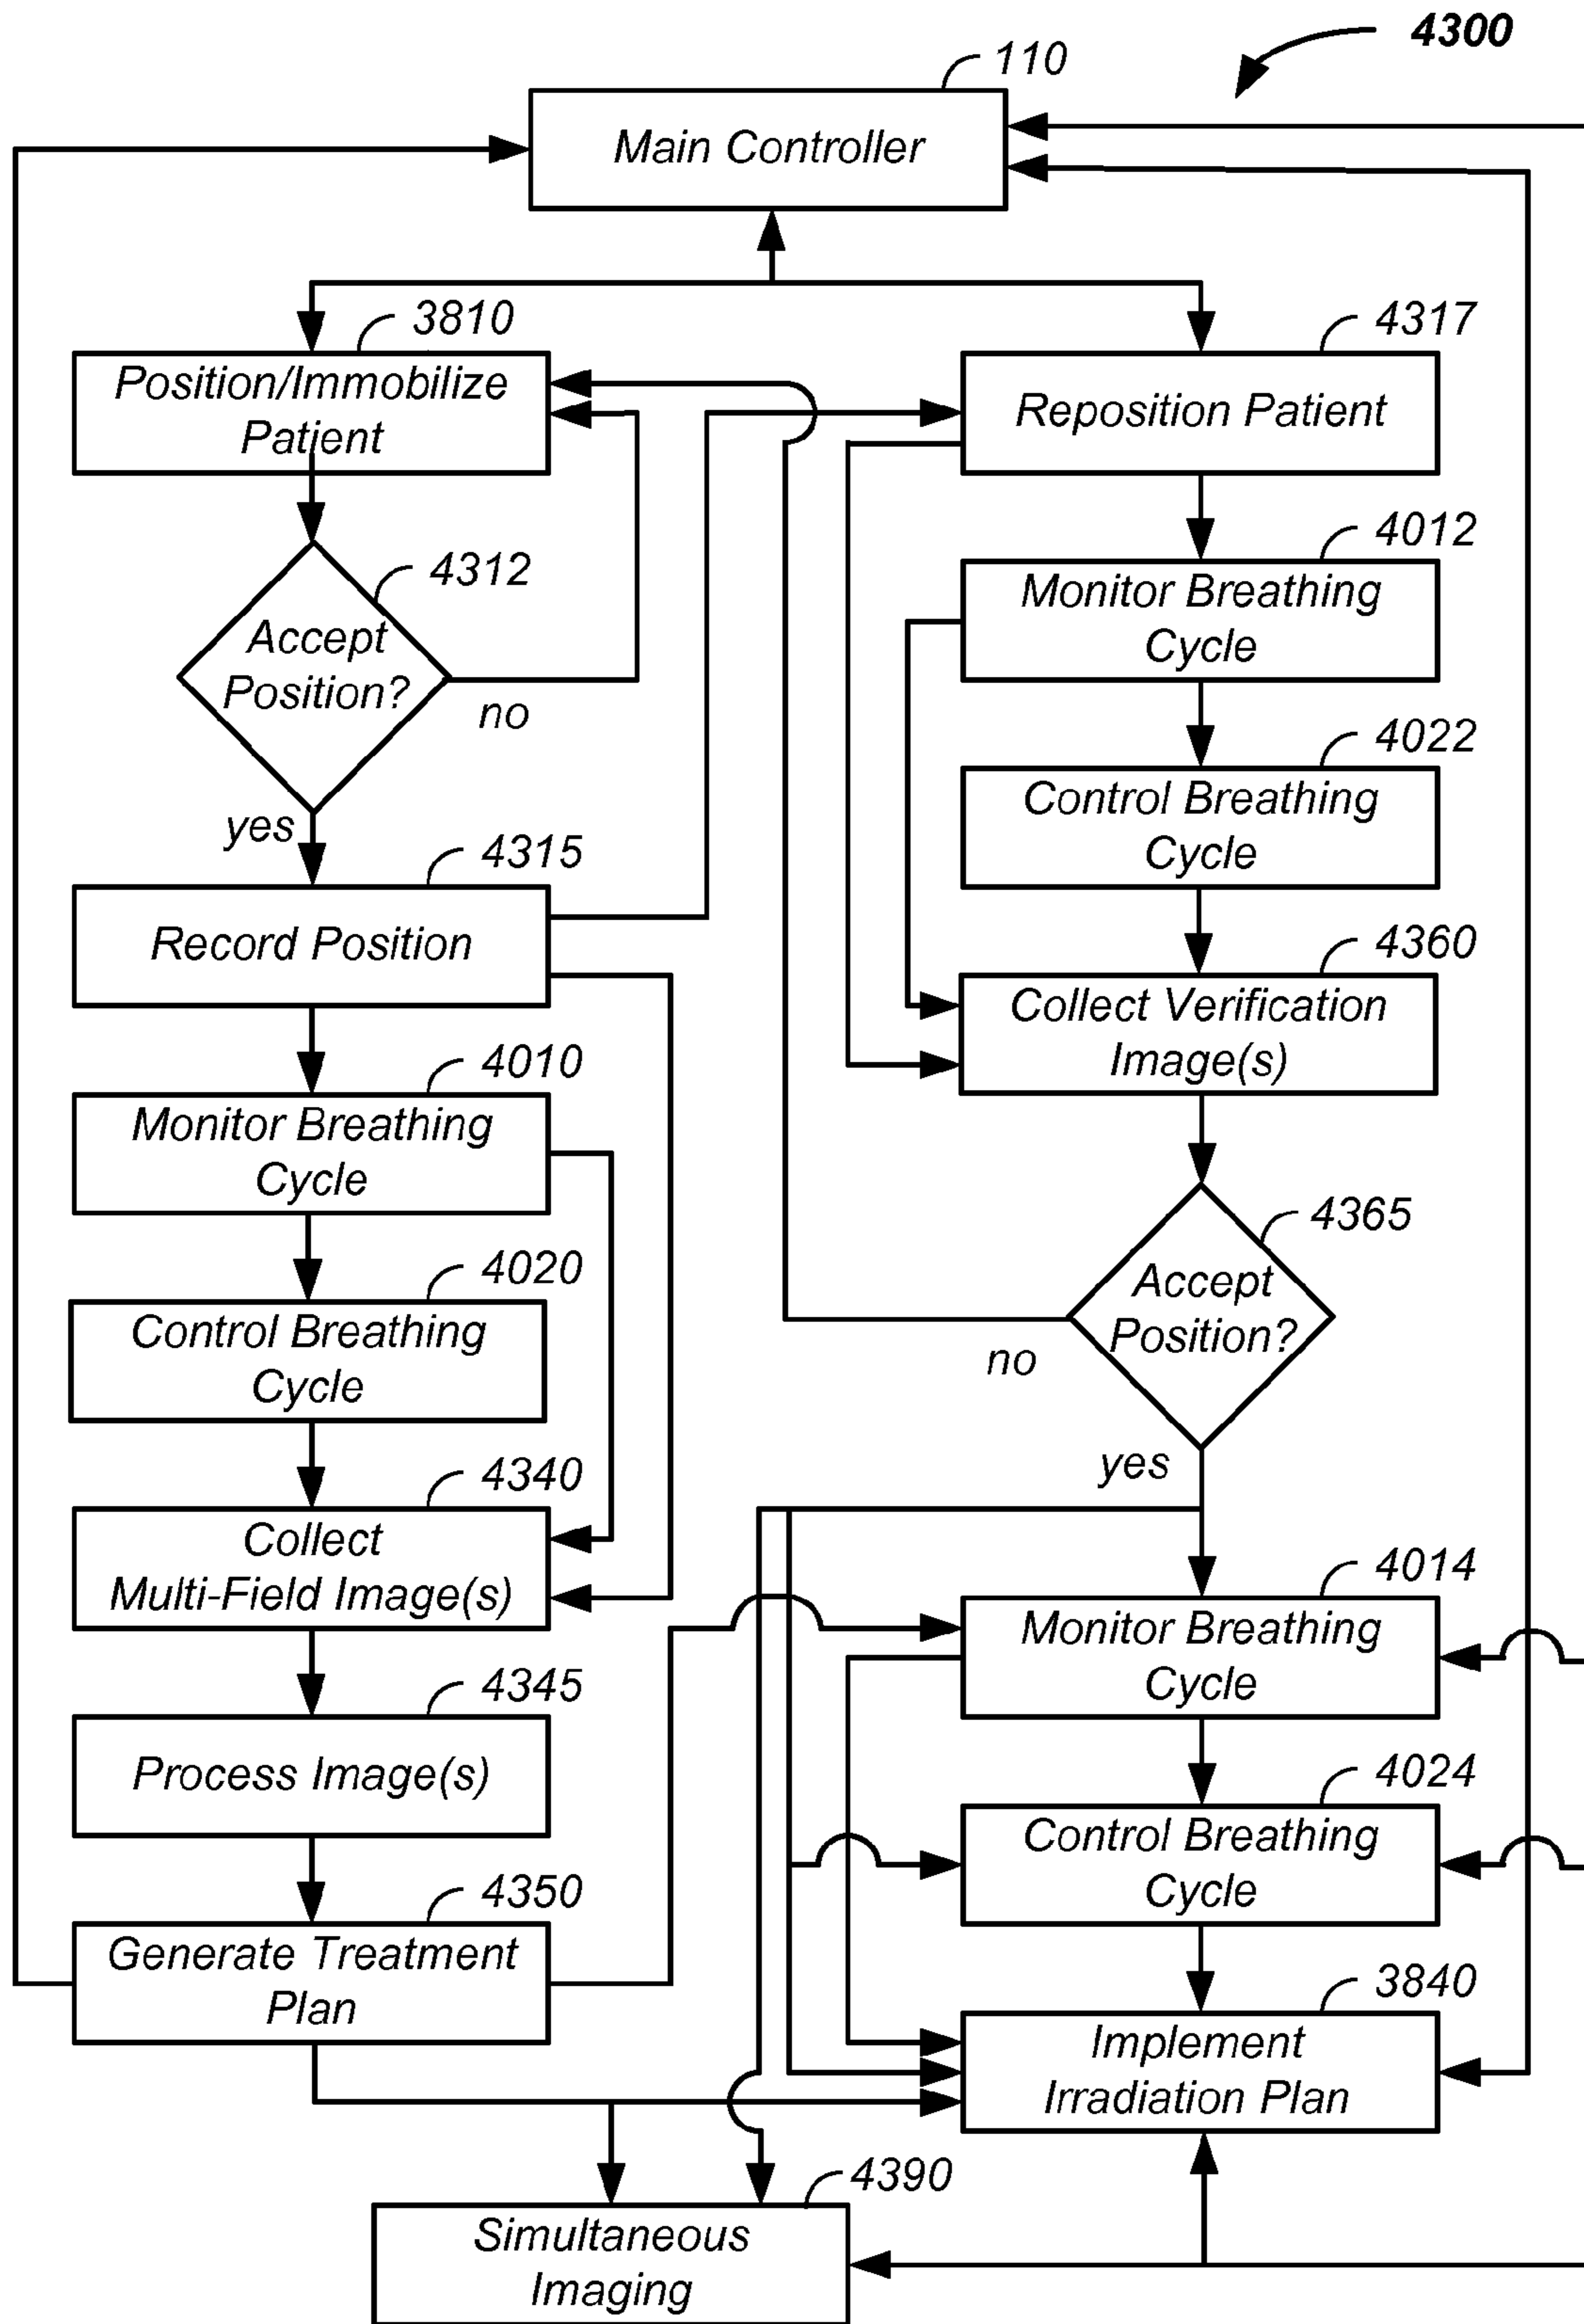 4300
110
Main Controller
3810
Position/Immobilize
Patient
4312
Accept
Position?
no
yes
4315
Record Position
4010
Monitor Breathing
Cycle
4020
Control Breathing
Cycle
4340
Collect
Multi-Field Image(s)
4345
Process Image(s)
4350
Generate Treatment
Plan
4317
Reposition Patient
4012
Monitor Breathing
Cycle
4022
Control Breathing
Cycle
4360
Collect Verification
Image(s)
4365
Accept
Position?
no
yes
4014
Monitor Breathing
Cycle
4024
Control Breathing
Cycle
3840
Implement
Irradiation Plan
4390
Simultaneous
Imaging